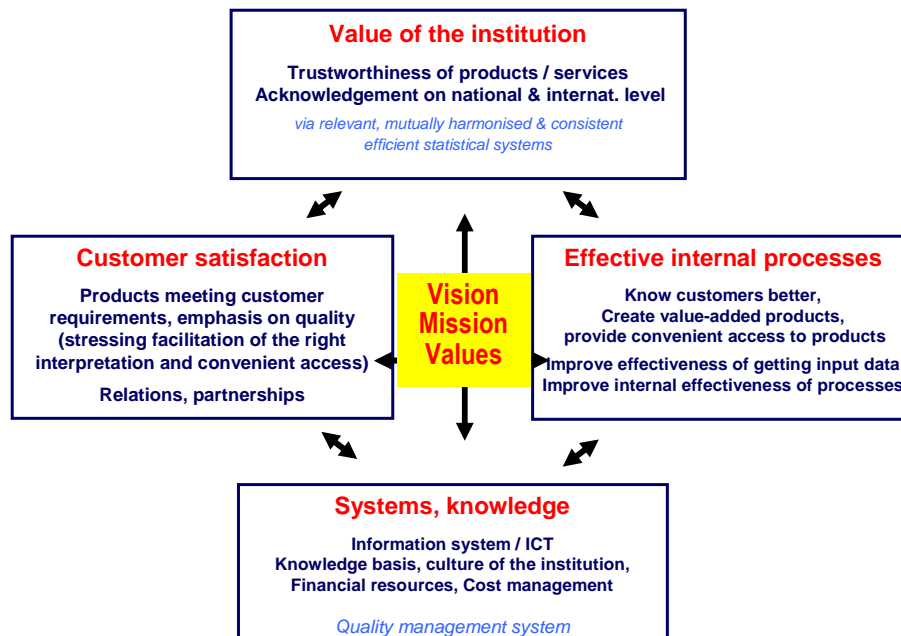 Value of the institution
Trustworthiness of products / services
Acknowledgement on national & internat. level
via relevant, mutually harmonised & consistent
efficient statistical systems
Customer satisfaction
Products meeting customer
requirements, emphasis on quality
(stressing facilitation of the right
interpretation and convenient access)
Relations, partnerships
Vision
Mission
Values
Effective internal processes
Know customers better,
Create value-added products,
provide convenient access to products
Improve effectiveness of getting input data
Improve internal effectiveness of processes
Systems, knowledge
Information system / ICT
Knowledge basis, culture of the institution,
Financial resources, Cost management
Quality management system